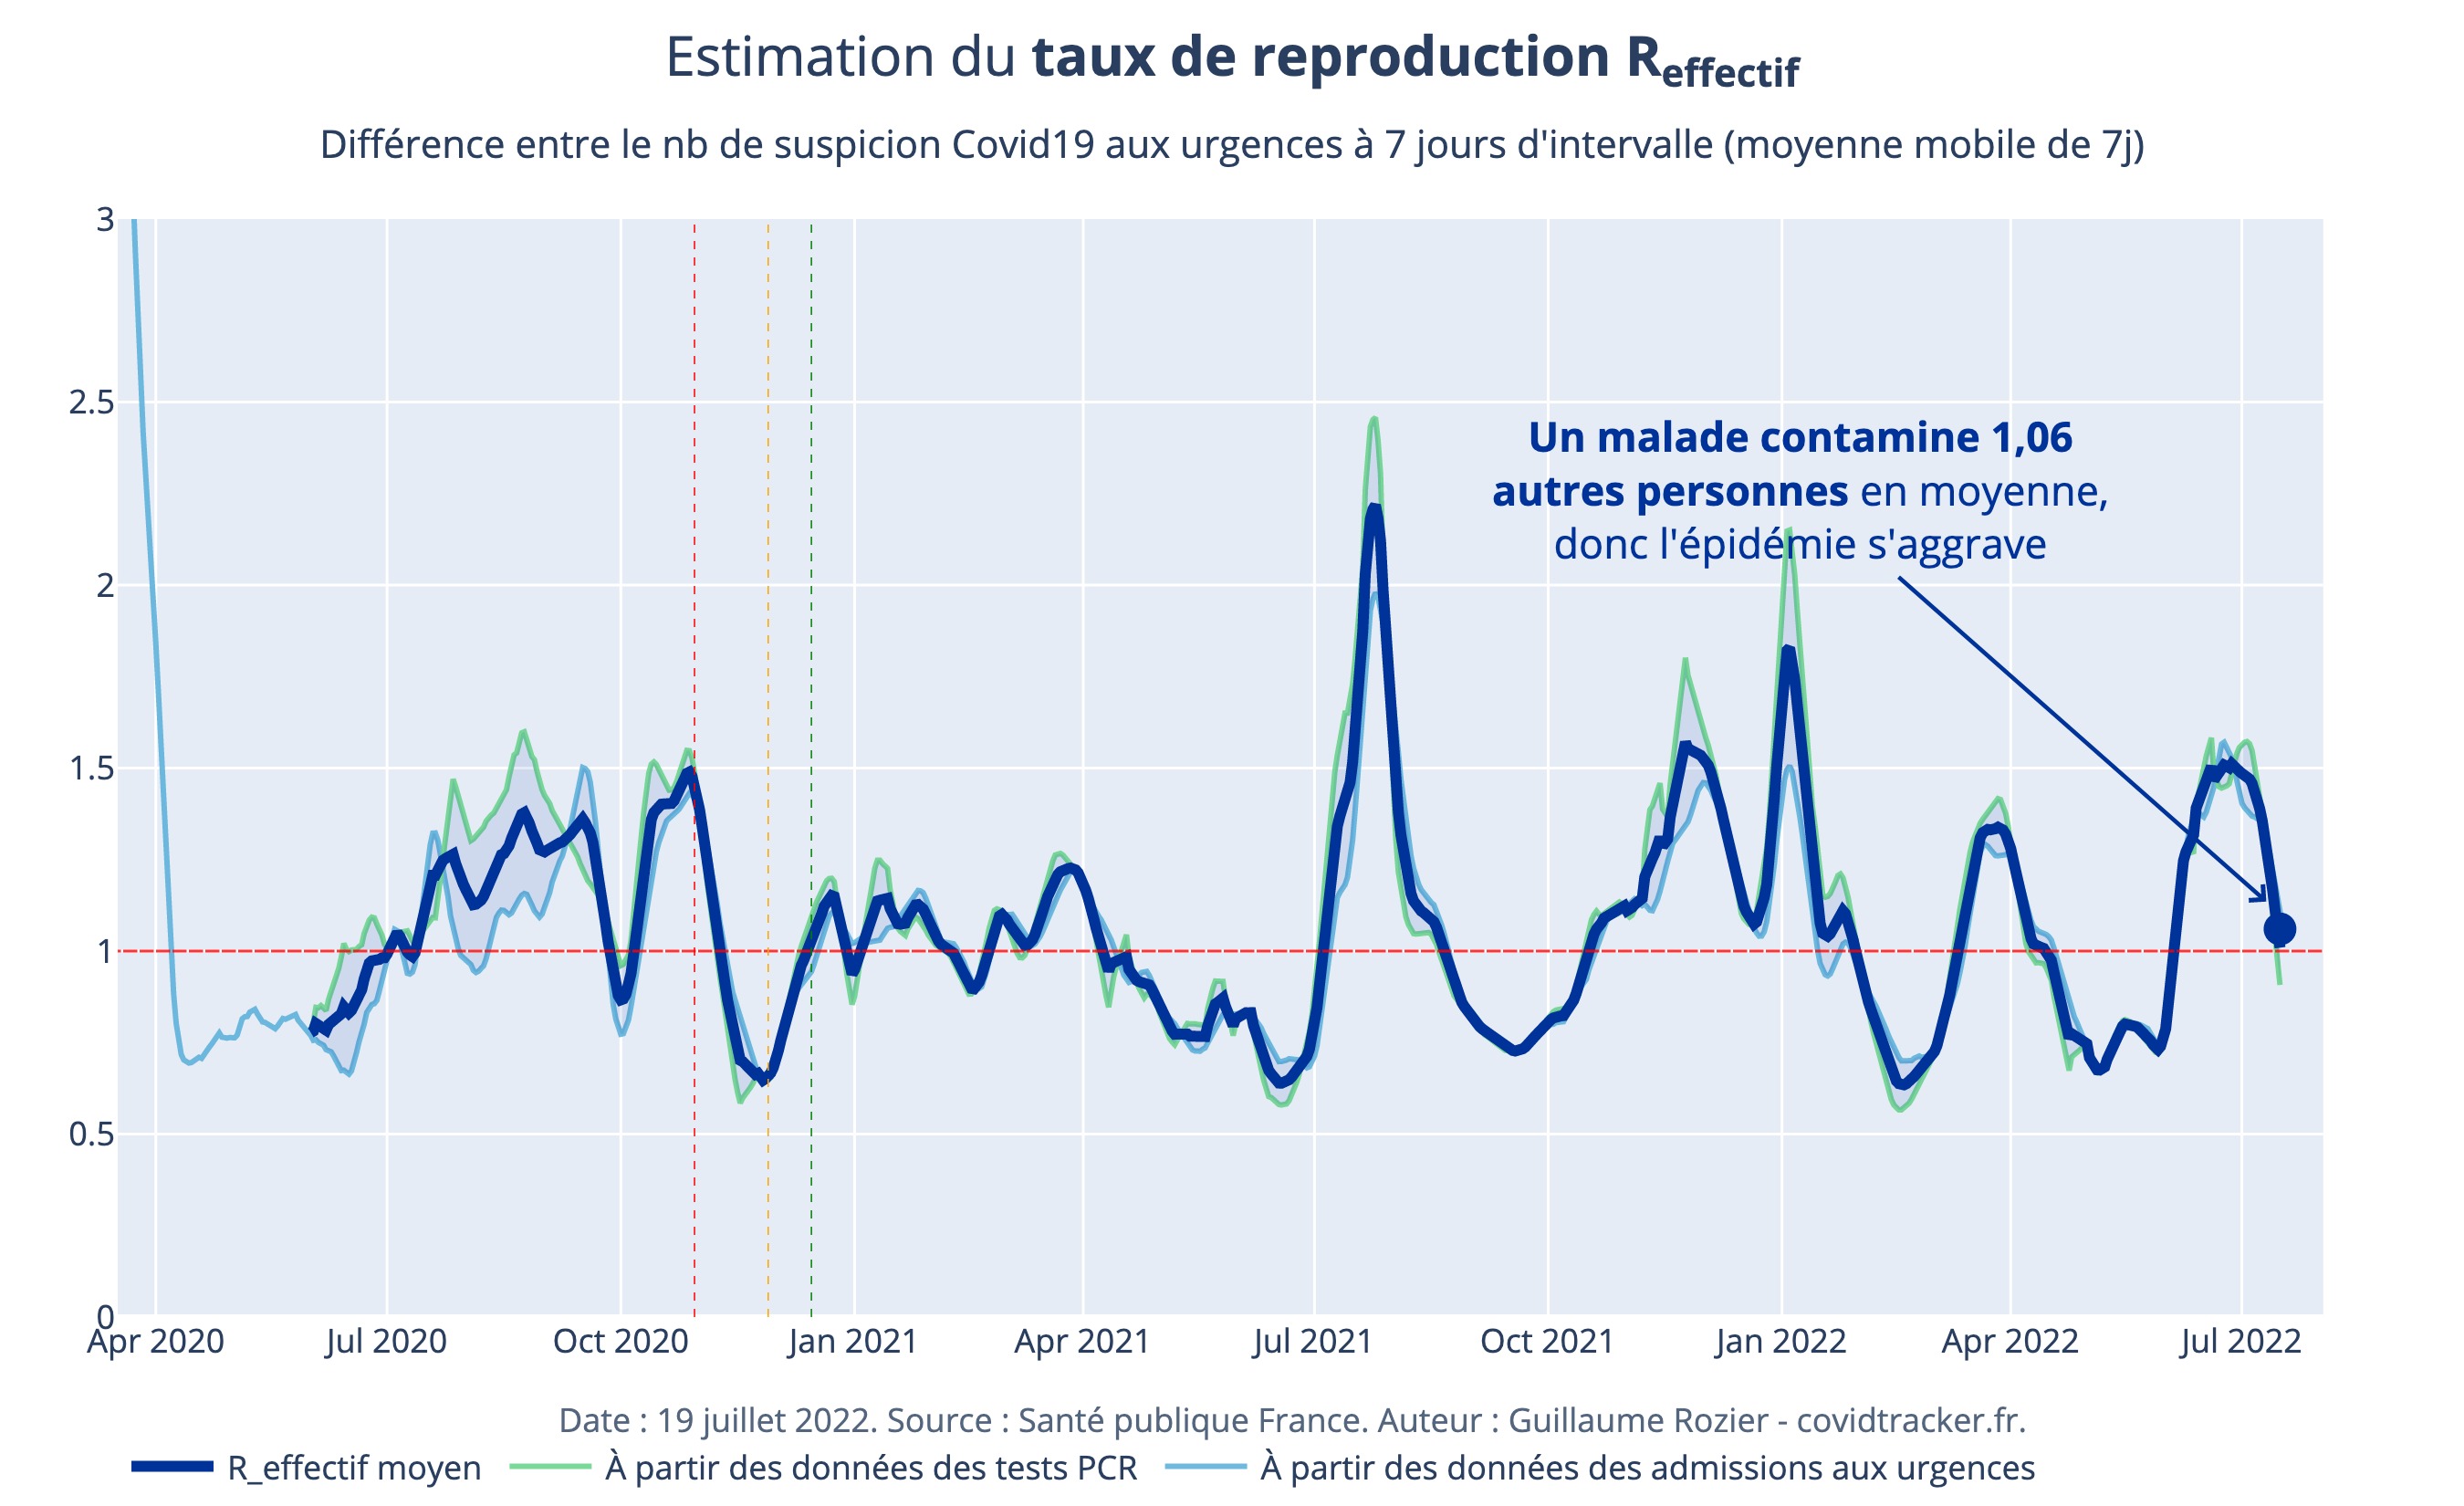 Estimation du taux de reproduction Reffectif
Différence entre le nb de suspicion Covid19 aux urgences à 7 jours d'intervalle (moyenne mobile de 7j)
3
2.5
2
1.5
1
0.5
0
Un malade contamine 1,06
autres personnes en moyenne,
donc l'épidémie s'aggrave
Apr 2020 Jul 2020 Oct 2020 Jan 2021 Apr 2021 Jul 2021 Oct 2021 Jan 2022 Apr 2022 Jul 2022
Date : 19 juillet 2022. Source : Santé publique France. Auteur : Guillaume Rozier - covidtracker.fr.
R_effectif moyen À partir des données des tests PCR À partir des données des admissions aux urgences